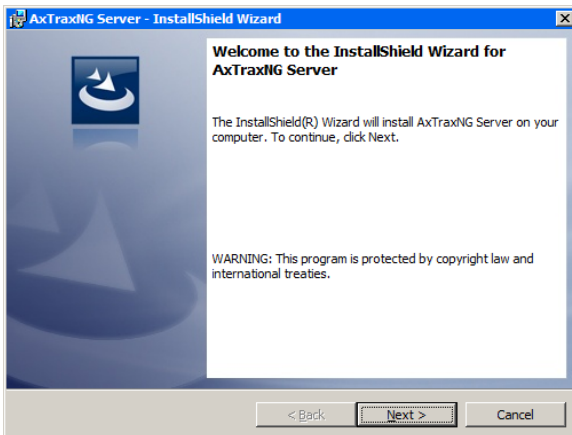 AxTraxNG Server - InstallShield Wizard
Welcome to the InstallShield Wizard for
AxTraxNG Server
The InstallShield(R) Wizard will install AxTraxNG Server on your
computer. To continue, click Next.
WARNING: This program is protected by copyright law and
international treaties.
< Back
Next >
Cancel